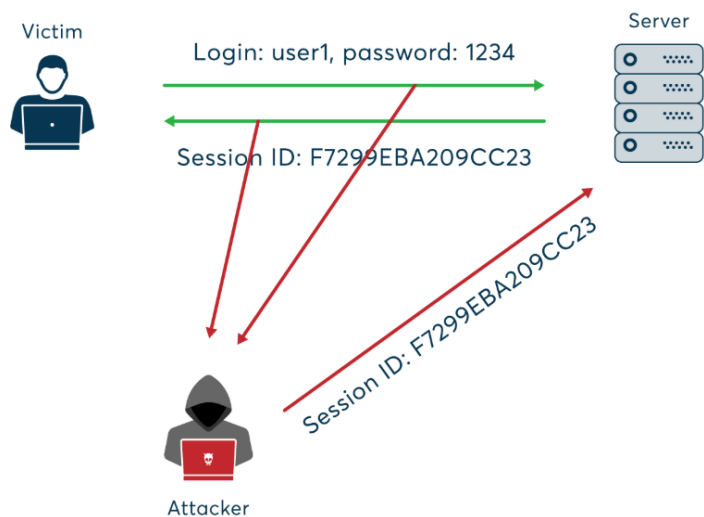 Victim
Server
Login: user1, password: 1234
Session ID: F7299EBA209CC23
Session ID: F7299EBA209CC23
Attacker